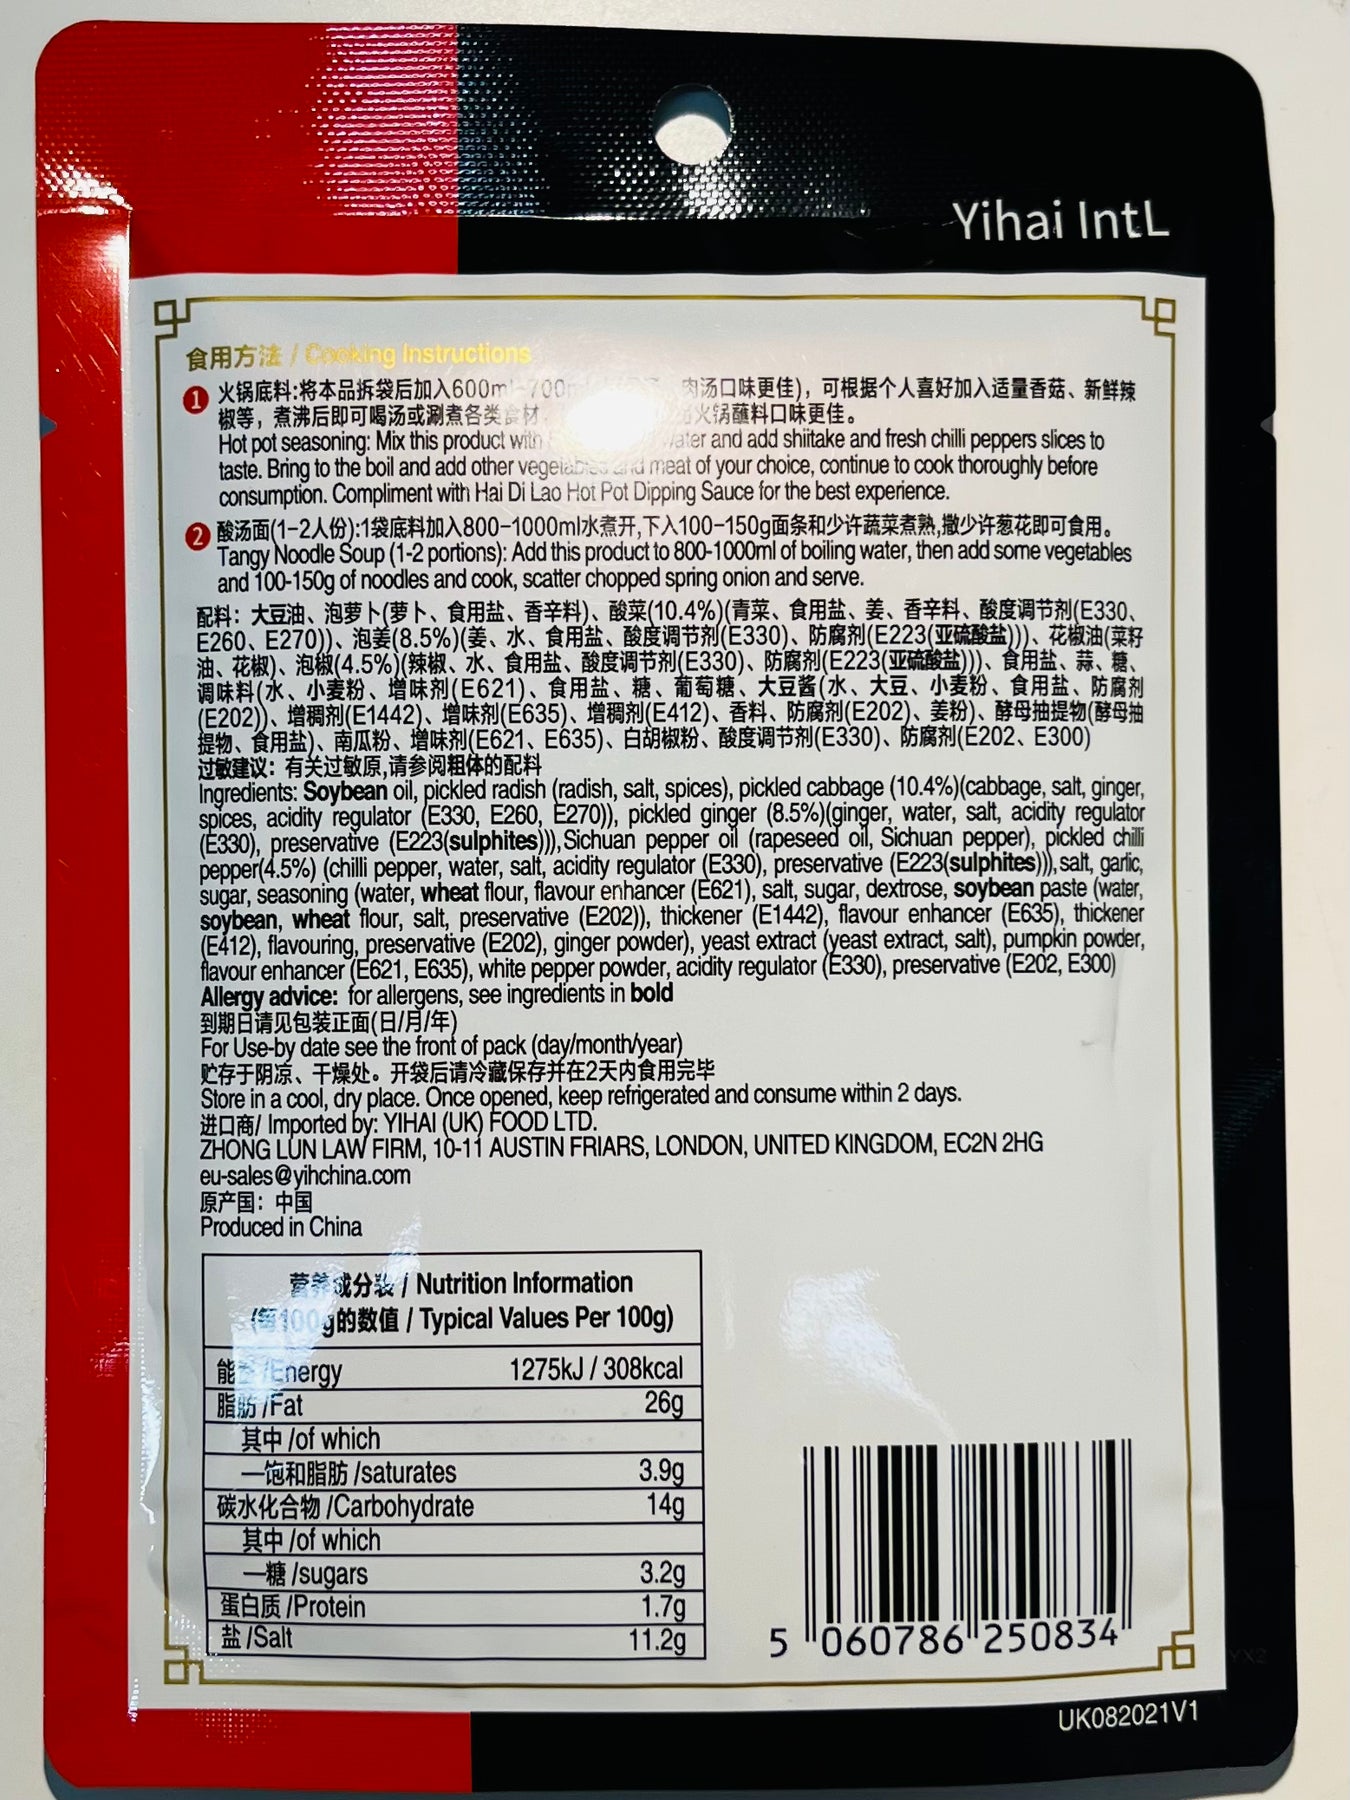 Yihai IntL
食用方法 / Cooking Instructions
1 火锅底料:将本品拆袋后加入600ml-700m 肉汤口味更佳)，可根据个人喜好加入适量香菇、新鲜辣
椒等，煮沸后即可喝汤或涮煮各类食材 火锅蘸料口味更佳。
Hot pot seasoning: Mix this product with water and add shiitake and fresh chilli peppers slices to
taste. Bring to the boil and add other vegetables and meat of your choice, continue to cook thoroughly before
consumption. Compliment with Hai Di Lao Hot Pot Dipping Sauce for the best experience.
2 酸汤面(1-2人份):1袋底料加入800-1000ml水煮开,下入100-150g面条和少许蔬菜煮熟,撒少许葱花即可食用。
Tangy Noodle Soup (1-2 portions): Add this product to 800-1000ml of boiling water, then add some vegetables
and 100-150g of noodles and cook, scatter chopped spring onion and serve.
配料：大豆油、泡萝卜(萝卜、食用盐、香辛料)、酸菜(10.4%)(青菜、食用盐、姜、香辛料、酸度调节剂(E330、
E260、E270))、泡姜(8.5%)(姜、水、食用盐、酸度调节剂(E330)、防腐剂(E223(亚硫酸盐)))、花椒油(菜籽
油、花椒)、泡椒(4.5%)(辣椒、水、食用盐、酸度调节剂(E330)、防腐剂(E223(亚硫酸盐)))、食用盐、蒜、糖、
调味料(水、小麦粉、增味剂(E621)、食用盐、糖、葡萄糖、大豆酱(水、大豆、小麦粉、食用盐、防腐剂
(E202))、增稠剂(E1442)、增味剂(E635)、增稠剂(E412)、香料、防腐剂(E202)、姜粉)、酵母抽提物(酵母抽
提物、食用盐)、南瓜粉、增味剂(E621、E635)、白胡椒粉、酸度调节剂(E330)、防腐剂(E202、E300)
过敏建议：有关过敏原,请参阅粗体的配料
Ingredients: Soybean oil, pickled radish (radish, salt, spices), pickled cabbage (10.4%)(cabbage, salt, ginger,
spices, acidity regulator (E330, E260, E270)), pickled ginger (8.5%)(ginger, water, salt, acidity regulator
(E330), preservative (E223(sulphites))), Sichuan pepper oil (rapeseed oil, Sichuan pepper), pickled chilli
pepper(4.5%) (chilli pepper, water, salt, acidity regulator (E330), preservative (E223(sulphites))), salt, garlic,
sugar, seasoning (water, wheat flour, flavour enhancer (E621), salt, sugar, dextrose, soybean paste (water,
soybean, wheat flour, salt, preservative (E202)), thickener (E1442), flavour enhancer (E635), thickener
(E412), flavouring, preservative (E202), ginger powder), yeast extract (yeast extract, salt), pumpkin powder,
flavour enhancer (E621, E635), white pepper powder, acidity regulator (E330), preservative (E202, E300)
Allergy advice: for allergens, see ingredients in bold
到期日请见包装正面(日/月/年)
For Use-by date see the front of pack (day/month/year)
贮存于阴凉、干燥处。开袋后请冷藏保存并在2天内食用完毕
Store in a cool, dry place. Once opened, keep refrigerated and consume within 2 days.
进口商/ Imported by: YIHAI (UK) FOOD LTD.
ZHONG LUN LAW FIRM, 10-11 AUSTIN FRIARS, LONDON, UNITED KINGDOM, EC2N 2HG
eu-sales@yihchina.com
原产国：中国
Produced in China
营养成分表 / Nutrition Information
(每100g的数值 / Typical Values Per 100g)
能量 /Energy 1275kJ / 308kcal
脂肪 /Fat 26g
其中 /of which
—饱和脂肪 /saturates 3.9g
碳水化合物 /Carbohydrate 14g
其中 /of which
—糖 /sugars 3.2g
蛋白质 /Protein 1.7g
盐 /Salt 11.2g
5 060786 250834
YX2
UK082021V1